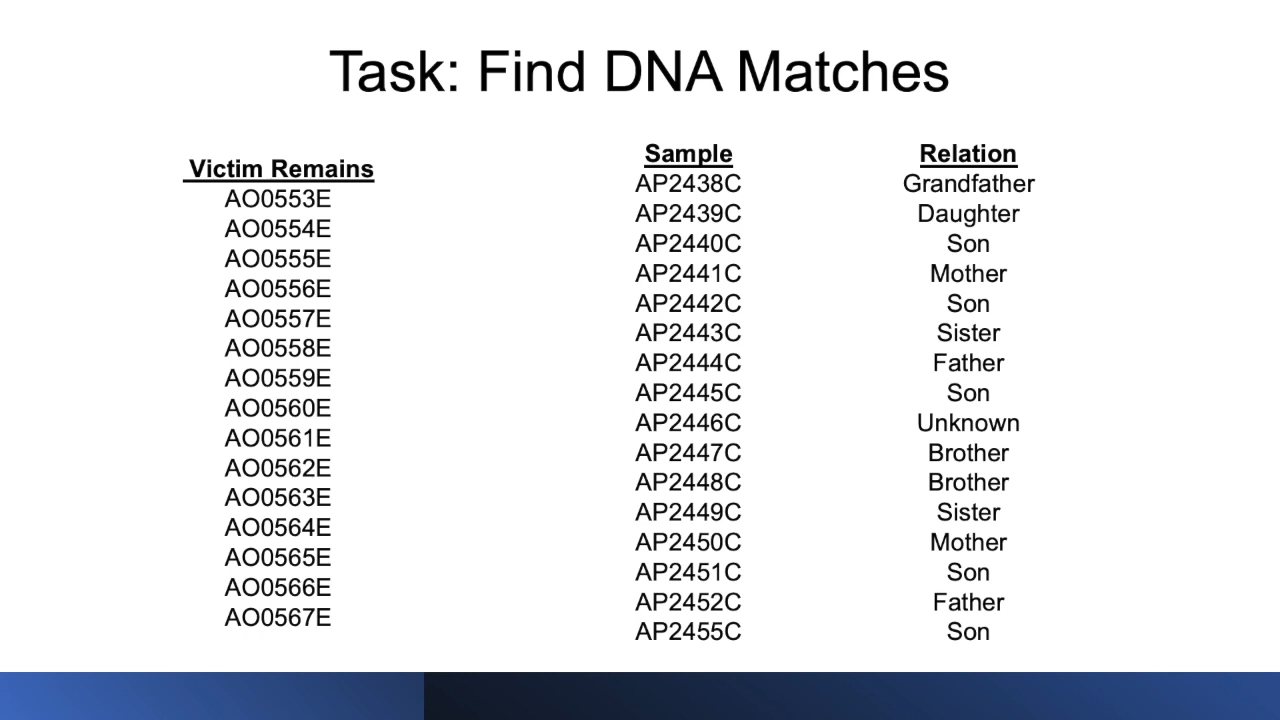 Task: Find DNA Matches
Victim Remains
AO0553E
AO0554E
AO0555E
AO0556E
AO0557E
AO0558E
AO0559E
AO0560E
AO0561E
AO0562E
AO0563E
AO0564E
AO0565E
AO0566E
AO0567E
Sample Relation
AP2438C Grandfather
AP2439C Daughter
AP2440C Son
AP2441C Mother
AP2442C Son
AP2443C Sister
AP2444C Father
AP2445C Son
AP2446C Unknown
AP2447C Brother
AP2448C Brother
AP2449C Sister
AP2450C Mother
AP2451C Son
AP2452C Father
AP2455C Son